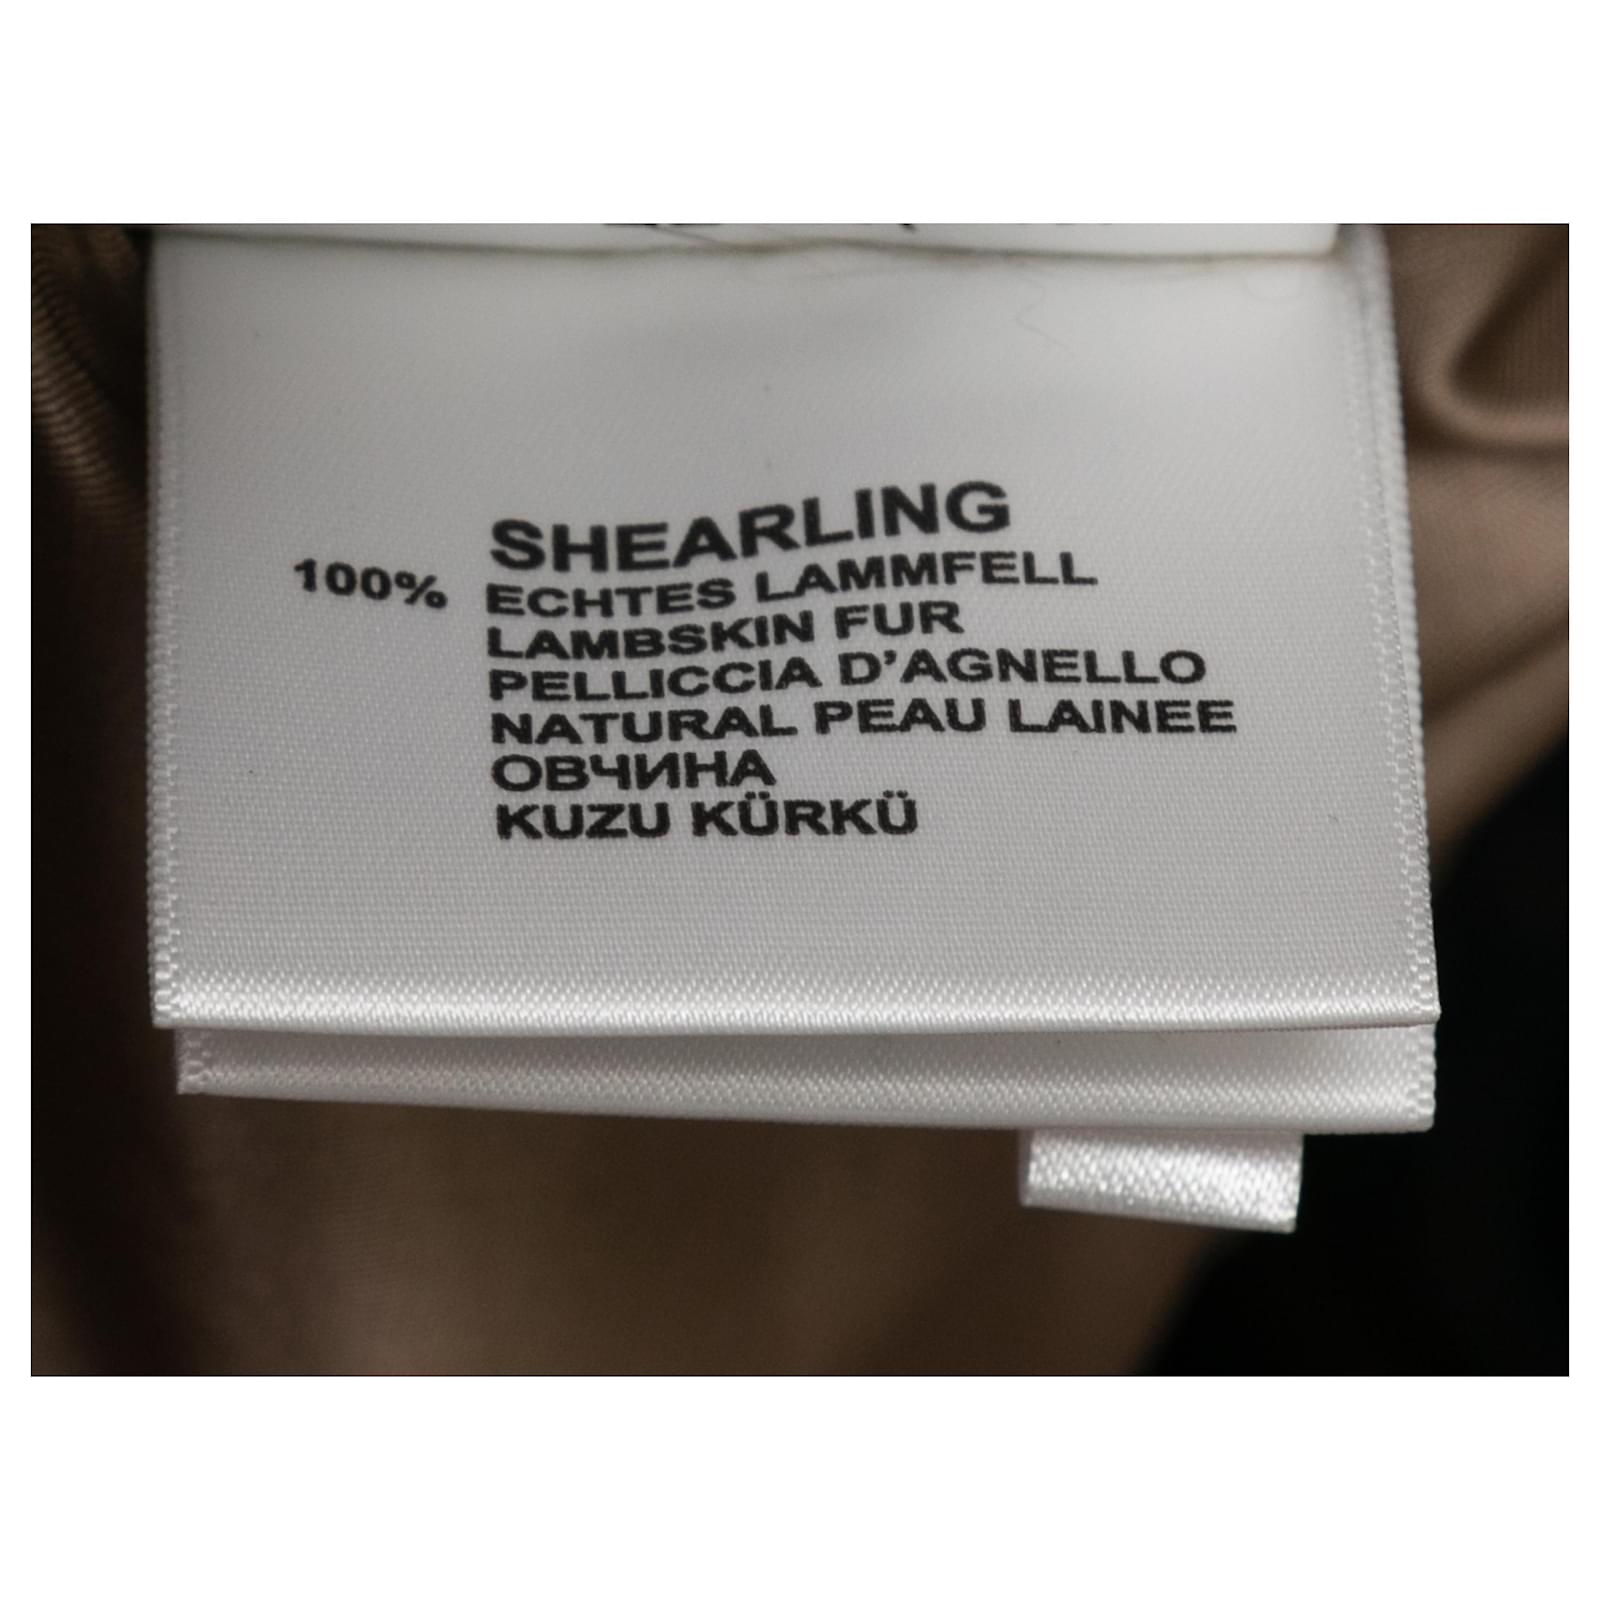 SHEARLING
100% ECHTES LAMMFELL
LAMBSKIN FUR
PELLICCIA D’AGNELLO
NATURAL PEAU LAINEE
ОВЧИНА
KUZU KÜRKÜ